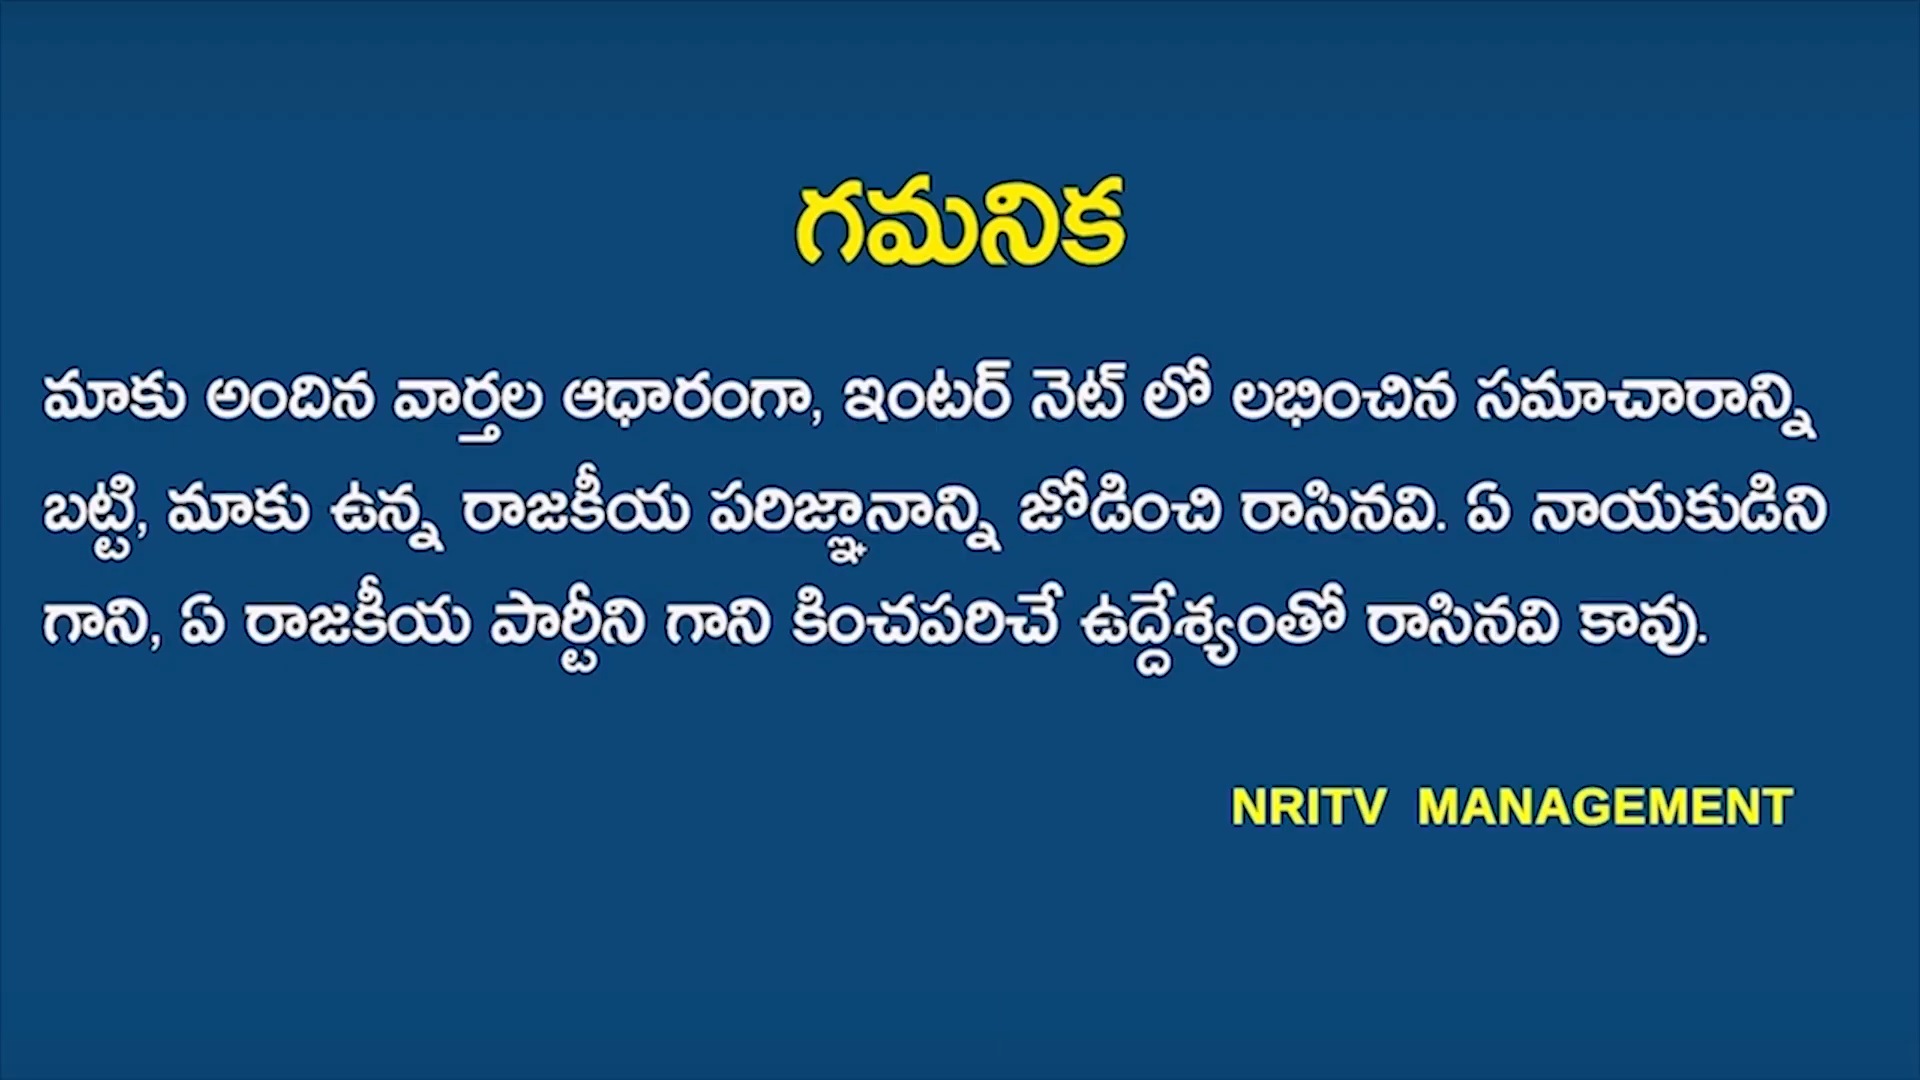 గమనిక
మాకు అందిన వార్తల ఆధారంగా, ఇంటర్ నెట్ లో లభించిన సమాచారాన్ని
బట్టి, మాకు ఉన్న రాజకీయ పరిజ్ఞానాన్ని జోడించి రాసినవి. ఏ నాయకుడిని
గాని, ఏ రాజకీయ పార్టీని గాని కించపరిచే ఉద్దేశ్యంతో రాసినవి కావు.
NRITV MANAGEMENT